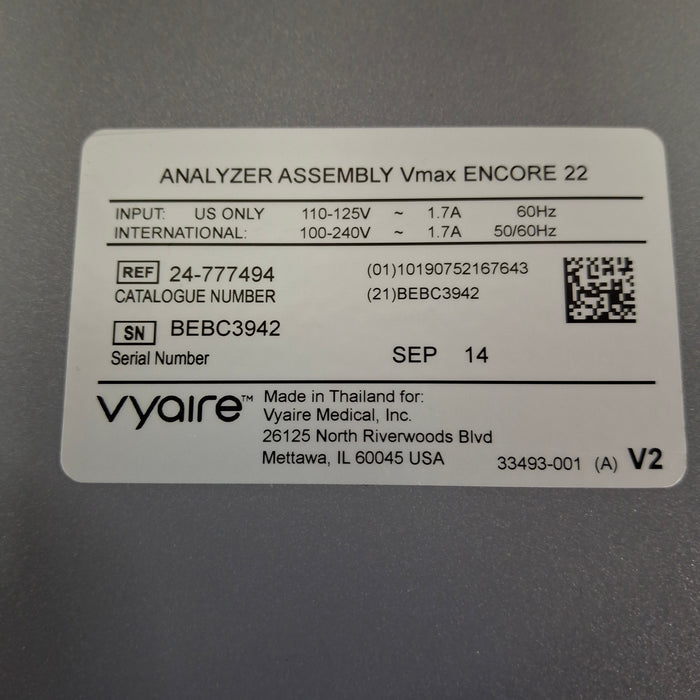 ANALYZER ASSEMBLY Vmax ENCORE 22
INPUT: US ONLY 110-125V ~ 1.7A 60Hz
INTERNATIONAL: 100-240V ~ 1.7A 50/60Hz
REF 24-777494
CATALOGUE NUMBER
(01)10190752167643
(21)BEBC3942
SN BEBC3942
Serial Number
SEP 14
vyaire™
Made in Thailand for:
Vyaire Medical, Inc.
26125 North Riverwoods Blvd
Mettawa, IL 60045 USA
33493-001 (A) V2